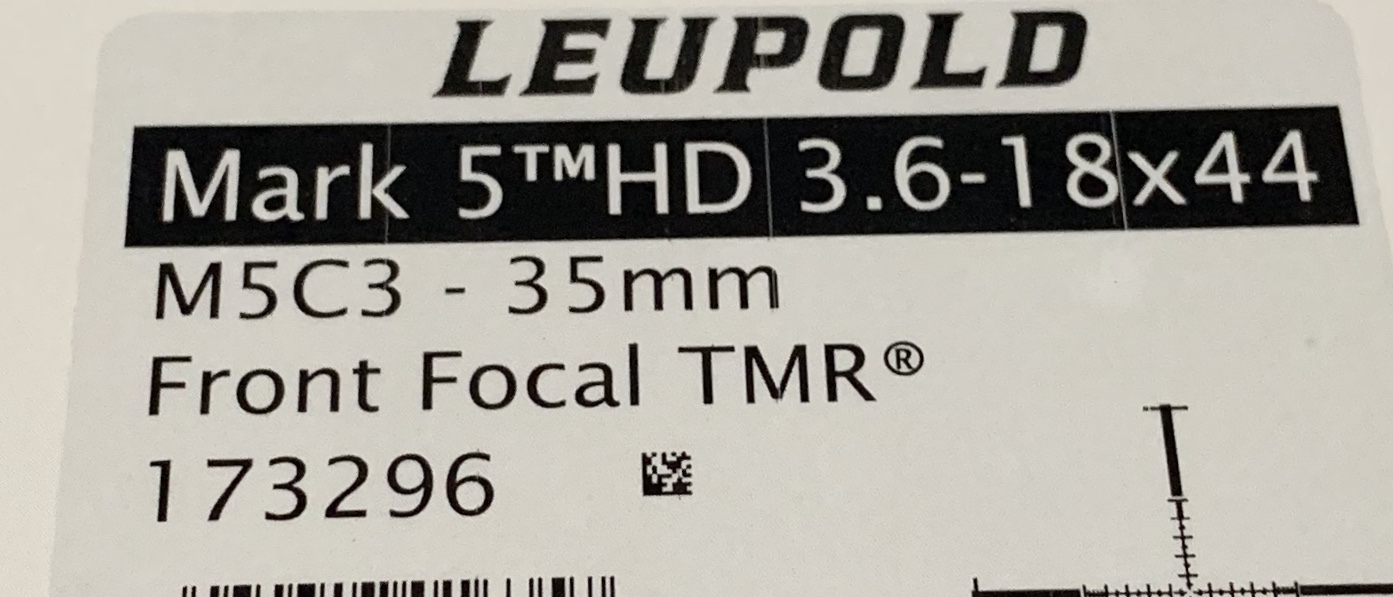 LEUPOLD
Mark 5™HD 3.6-18x44
M5C3 - 35mm
Front Focal TMR®
173296